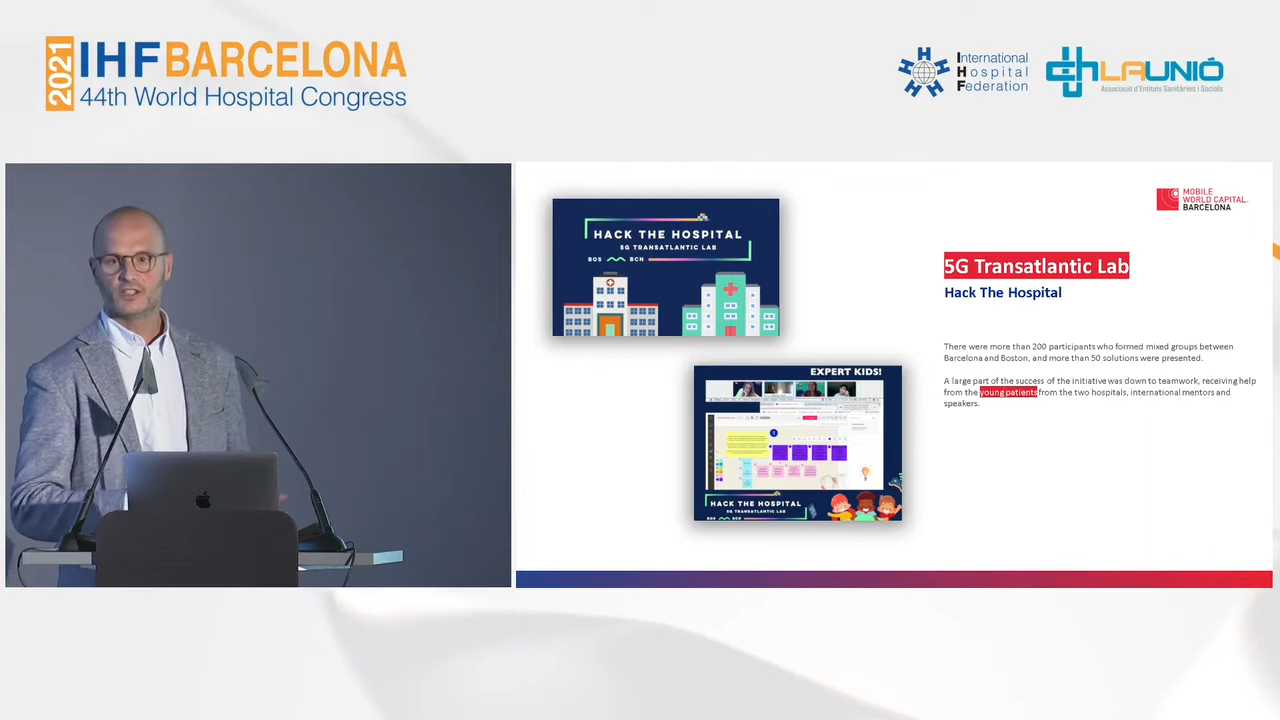 2021
IHFBARCELONA
44th World Hospital Congress
International
Hospital
Federation
LAUNIÓ
Associació d'Entitats Sanitàries i Socials
HACK THE HOSPITAL
5G TRANSATLANTIC LAB
BOS BCN
EXPERT KIDS!
HACK THE HOSPITAL
5G TRANSATLANTIC LAB
BOS BCN
MOBILE
WORLD CAPITAL.
BARCELONA
5G Transatlantic Lab
Hack The Hospital
There were more than 200 participants who formed mixed groups between
Barcelona and Boston, and more than 50 solutions were presented.
A large part of the success of the initiative was down to teamwork, receiving help
from the young patients from the two hospitals, international mentors and
speakers.